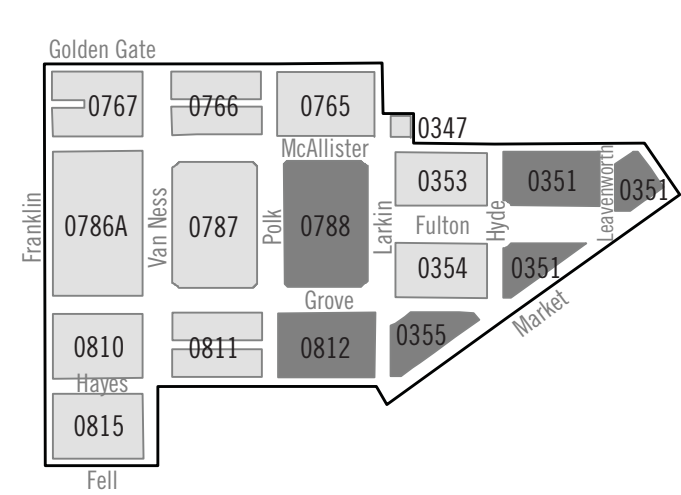 Golden Gate
0767
0766
0765
0347
McAllister
Franklin
0786A
Van Ness
0787
Polk
0788
Larkin
0353
Fulton
0354
Hyde
0351
Leavenworth
0351
0351
Market
Grove
0810
0811
0812
0355
Hayes
0815
Fell